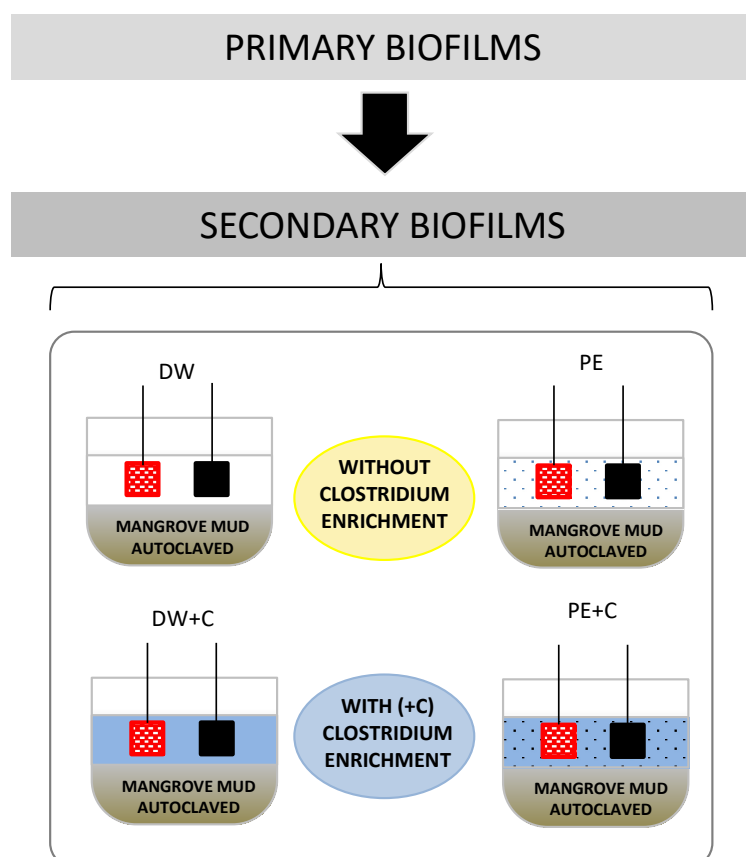 PRIMARY BIOFILMS
SECONDARY BIOFILMS
DW
PE
WITHOUT
CLOSTRIDIUM
ENRICHMENT
MANGROVE MUD
AUTOCLAVED
MANGROVE MUD
AUTOCLAVED
DW+C
PE+C
WITH (+C)
CLOSTRIDIUM
ENRICHMENT
MANGROVE MUD
AUTOCLAVED
MANGROVE MUD
AUTOCLAVED